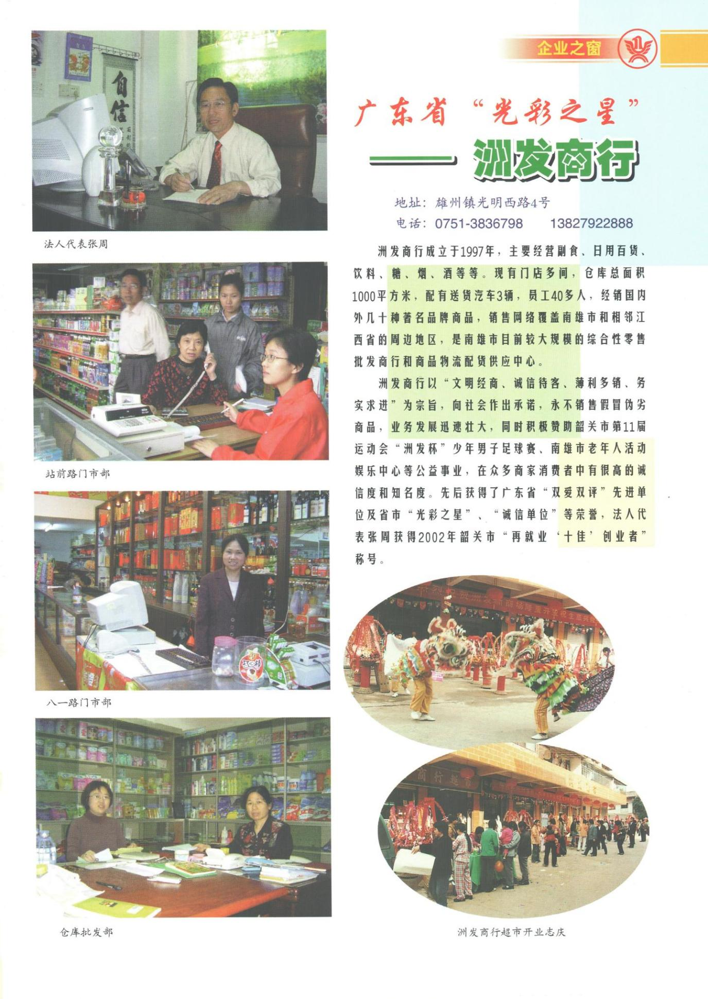 企业之窗
广东省“光彩之星”
——洲发商行
地址：雄州镇光明西路4号
电话：0751-3836798 13827922888
洲发商行成立于1997年，主要经营副食、日用百货、
饮料、糖、烟、酒等等。现有门店多间，仓库总面积
1000平方米，配有送货汽车3辆，员工40多人，经销国内
外几十种著名品牌商品，销售网络覆盖南雄市和相邻江
西省的周边地区，是南雄市目前较大规模的综合性零售
批发商行和商品物流配货供应中心。
洲发商行以“文明经商、诚信待客、薄利多销、务
实求进”为宗旨，向社会作出承诺，永不销售假冒伪劣
商品，业务发展迅速壮大，同时积极赞助韶关市第11届
运动会“洲发杯”少年男子足球赛、南雄市老年人活动
娱乐中心等公益事业，在众多商家消费者中有很高的诚
信度和知名度。先后获得了广东省“双爱双评”先进单
位及省市“光彩之星”、“诚信单位”等荣誉，法人代
表张周获得2002年韶关市“再就业‘十佳’创业者”
称号。
自信
法人代表张周
站前路门市部
八一路门市部
仓库批发部
商行超市
洲发商行超市开业志庆